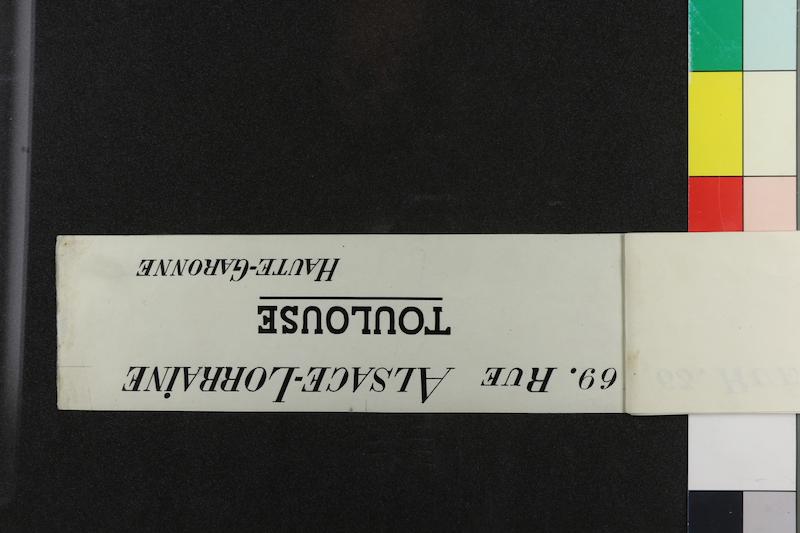 69. RUE ALSACE-LORRAINE
TOULOUSE
HAUTE-GARONNE